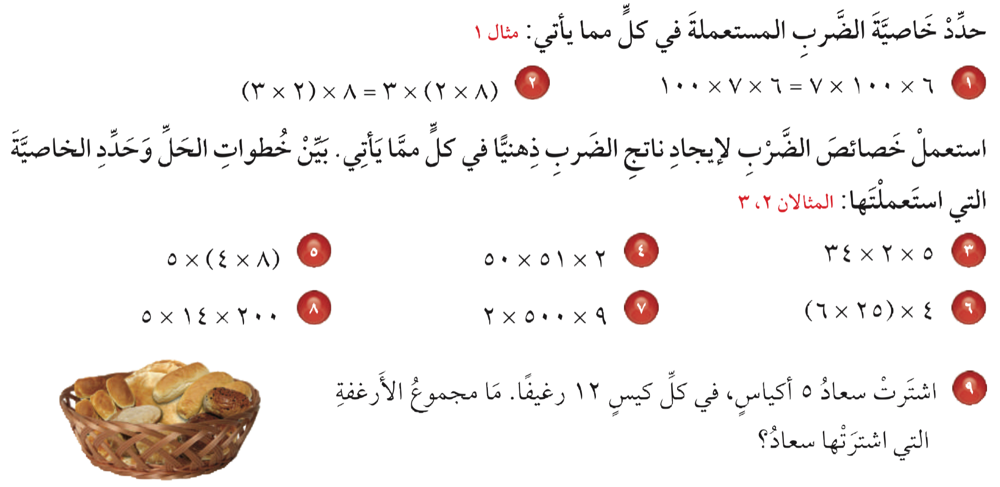 حدِّدْ خَاصيَّةَ الضَّربِ المستعملةَ في كلٍّ مما يأتي: مثال ١
١ ٦ × ١٠٠ × ٧ = ٦ × ٧ × ١٠٠ ٢ (٨ × ٢) × ٣ = ٨ × (٢ × ٣)
استعملْ خَصائصَ الضَّرْبِ لإيجادِ ناتجِ الضَربِ ذِهنيًّا في كلٍّ ممَّا يَأتِي. بَيِّنْ خُطواتِ الحَلِّ وَحَدِّدِ الخاصيَّةَ
التي استَعملْتَها: المثالان ٢، ٣
٣ ٥ × ٢ × ٣٤ ٤ ٢ × ٥١ × ٥٠ ٥ (٨ × ٤) × ٥
٦ ٤ × (٢٥ × ٦) ٧ ٩ × ٥٠٠ × ٢ ٨ ٢٠٠ × ١٤ × ٥
٩ اشتَرتْ سعادُ ٥ أكياسٍ، في كلِّ كيسٍ ١٢ رغيفًا. مَا مجموعُ الأَرغفةِ
التي اشترَتْها سعادُ؟